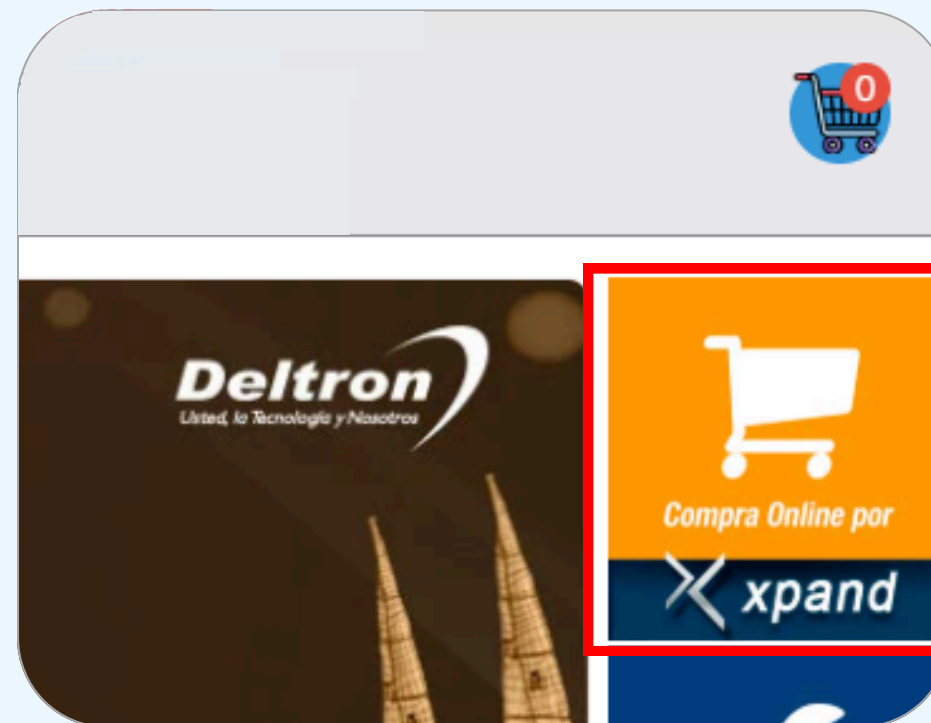 0
Deltron
Usted, la Tecnología y Nosotros
Compra Online por
xpand